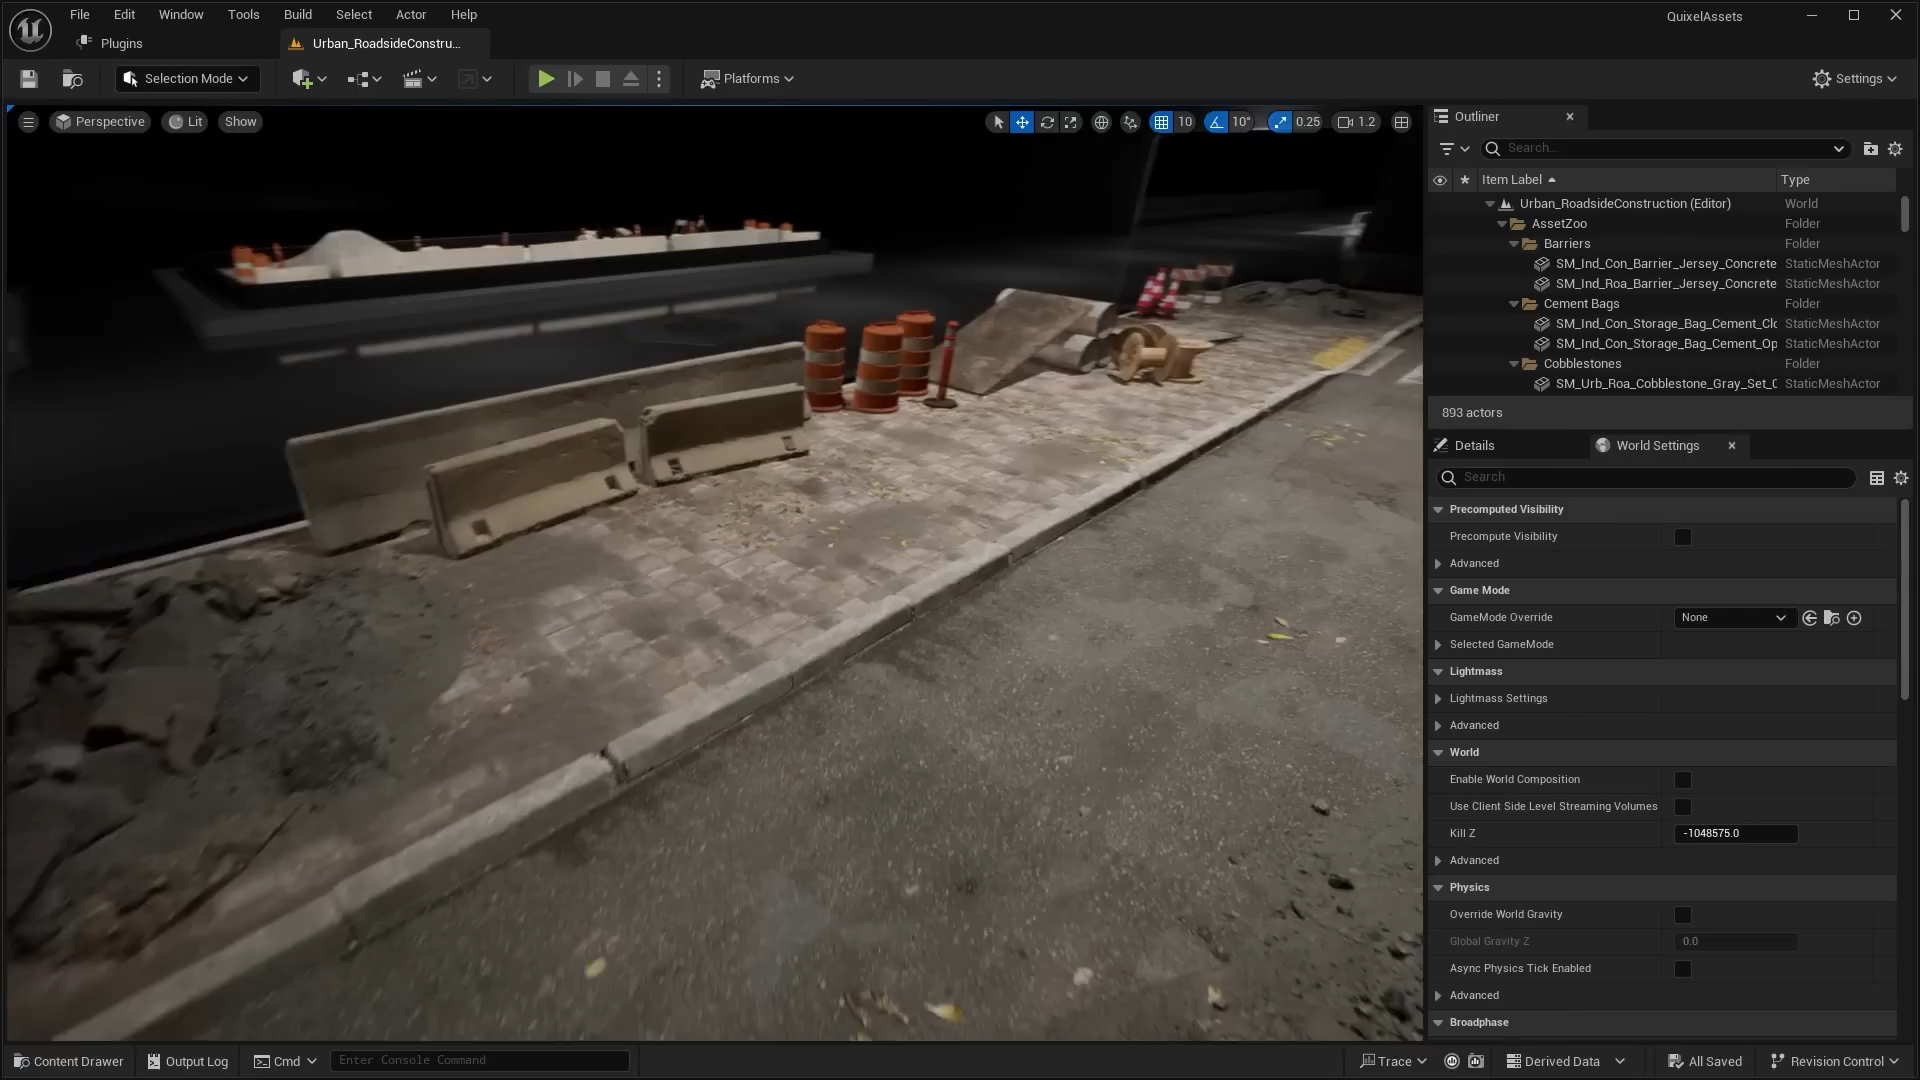 File Edit Window Tools Build Select Actor Help
QuixelAssets
Plugins
Urban_RoadsideConstru...
Selection Mode
Platforms
Settings
Perspective
Lit
Show
10
10°
0.25
1.2
Outliner
Search...
Item Label
Type
Urban_RoadsideConstruction (Editor) World
AssetZoo Folder
Barriers Folder
SM_Ind_Con_Barrier_Jersey_Concrete StaticMeshActor
SM_Ind_Roa_Barrier_Jersey_Concrete StaticMeshActor
Cement Bags Folder
SM_Ind_Con_Storage_Bag_Cement_Clo StaticMeshActor
SM_Ind_Con_Storage_Bag_Cement_Op StaticMeshActor
Cobblestones Folder
SM_Urb_Roa_Cobblestone_Gray_Set_0 StaticMeshActor
893 actors
Details
World Settings
Search
Precomputed Visibility
Precompute Visibility
Advanced
Game Mode
GameMode Override None
Selected GameMode
Lightmass
Lightmass Settings
Advanced
World
Enable World Composition
Use Client Side Level Streaming Volumes
Kill Z -1048575.0
Advanced
Physics
Override World Gravity
Global Gravity Z 0.0
Async Physics Tick Enabled
Advanced
Broadphase
Content Drawer
Output Log
Cmd
Enter Console Command
Trace
Derived Data
All Saved
Revision Control